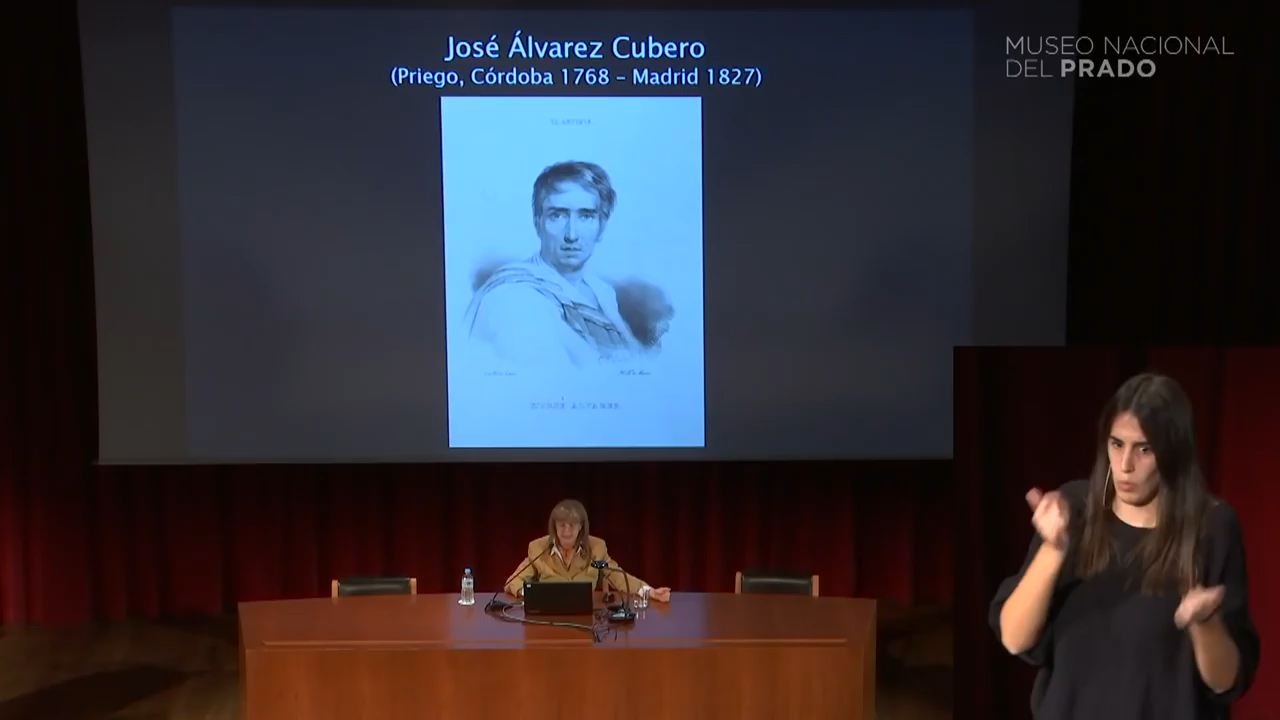 José Álvarez Cubero
(Priego, Córdoba 1768 – Madrid 1827)
MUSEO NACIONAL
DEL PRADO